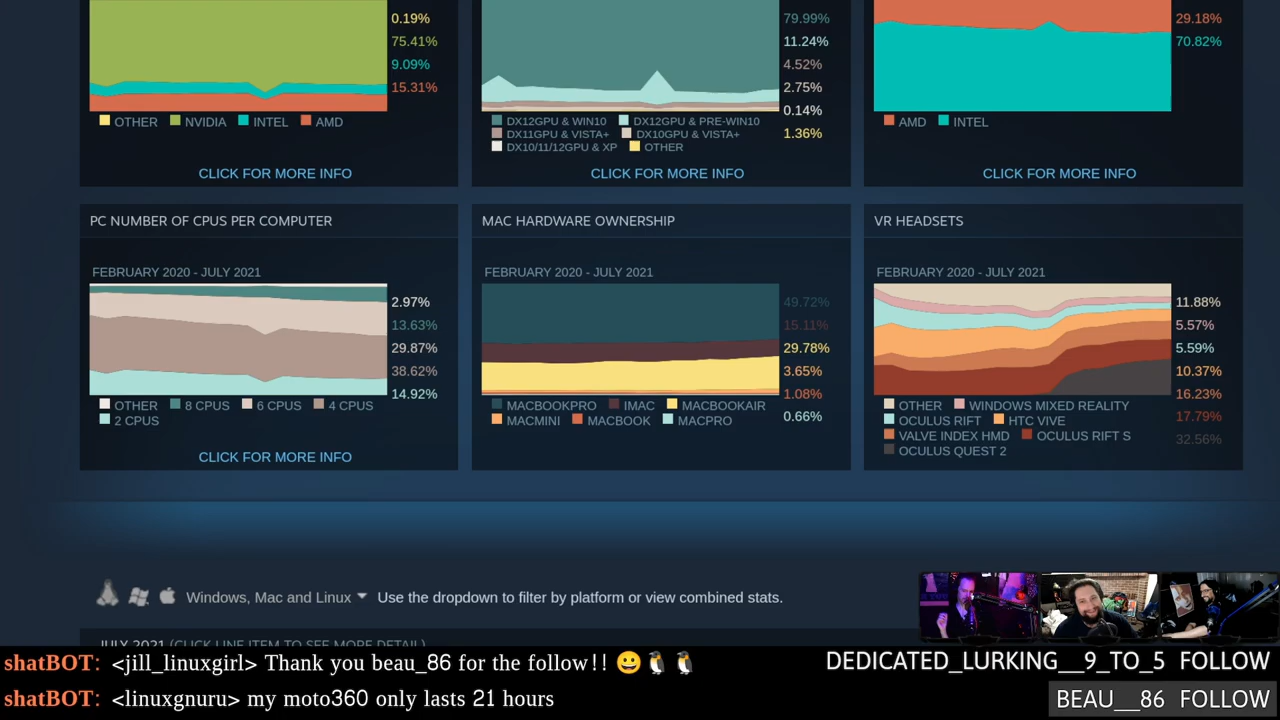 0.19%
75.41%
9.09%
15.31%
OTHER NVIDIA INTEL AMD
CLICK FOR MORE INFO
79.99%
11.24%
4.52%
2.75%
0.14%
1.36%
DX12GPU & WIN10 DX12GPU & PRE-WIN10
DX11GPU & VISTA+ DX10GPU & VISTA+
DX10/11/12GPU & XP OTHER
CLICK FOR MORE INFO
29.18%
70.82%
AMD INTEL
CLICK FOR MORE INFO
PC NUMBER OF CPUS PER COMPUTER
FEBRUARY 2020 - JULY 2021
2.97%
13.63%
29.87%
38.62%
14.92%
OTHER 8 CPUS 6 CPUS 4 CPUS
2 CPUS
CLICK FOR MORE INFO
MAC HARDWARE OWNERSHIP
FEBRUARY 2020 - JULY 2021
49.72%
15.11%
29.78%
3.65%
1.08%
0.66%
MACBOOKPRO IMAC MACBOOKAIR
MACMINI MACBOOK MACPRO
VR HEADSETS
FEBRUARY 2020 - JULY 2021
11.88%
5.57%
5.59%
10.37%
16.23%
17.79%
32.56%
OTHER WINDOWS MIXED REALITY
OCULUS RIFT HTC VIVE
VALVE INDEX HMD OCULUS RIFT S
OCULUS QUEST 2
Windows, Mac and Linux Use the dropdown to filter by platform or view combined stats.
JULY 2021 (CLICK LINE ITEM TO SEE MORE DETAIL)
shatBOT: <jill_linuxgirl> Thank you beau_86 for the follow!! 😀🐧🐧
shatBOT: <linuxgnuru> my moto360 only lasts 21 hours
DEDICATED_LURKING__9_TO_5 FOLLOW
BEAU__86 FOLLOW